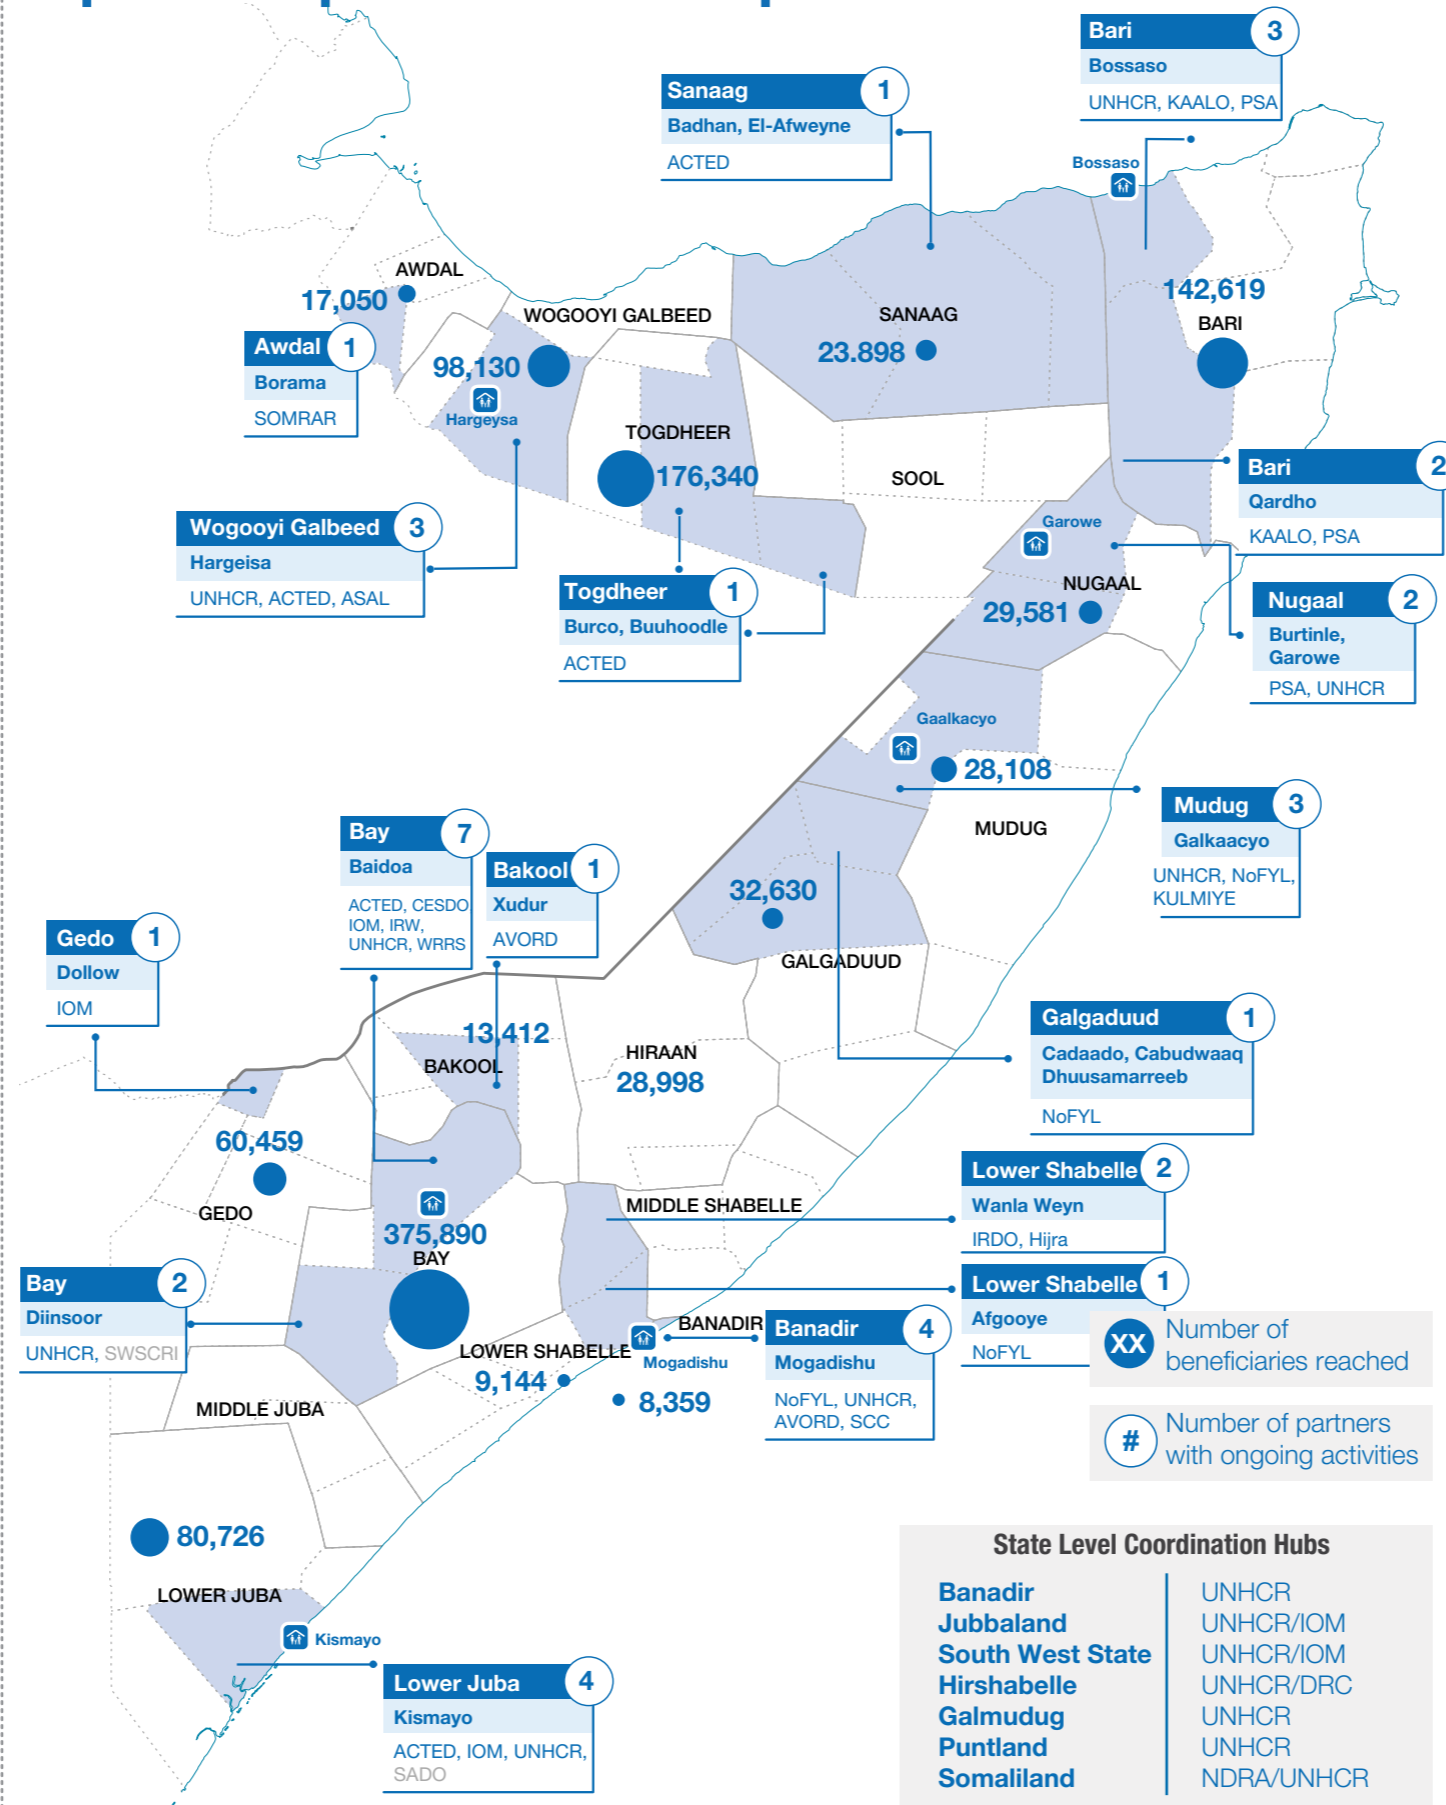 Bari 3
Bossaso
UNHCR, KAALO, PSA
Sanaag 1
Badhan, El-Afweyne
ACTED
Bossaso
AWDAL
17,050
WOGOOYI GALBEED
SANAAG
23.898
142,619
BARI
Awdal 1
Borama
SOMRAR
98,130
Hargeysa
TOGDHEER
176,340
SOOL
Bari 2
Qardho
KAALO, PSA
Wogooyi Galbeed 3
Hargeisa
UNHCR, ACTED, ASAL
Garowe
NUGAAL
29,581
Togdheer 1
Burco, Buuhoodle
ACTED
Nugaal 2
Burtinle,
Garowe
PSA, UNHCR
Gaalkacyo
28,108
MUDUG
Mudug 3
Galkaacyo
UNHCR, NoFYL,
KULMIYE
Bay 7
Baidoa
ACTED, CESDO
IOM, IRW,
UNHCR, WRRS
Bakool 1
Xudur
AVORD
32,630
GALGADUUD
Gedo 1
Dollow
IOM
13,412
BAKOOL
HIRAAN
28,998
Galgaduud 1
Cadaado, Cabudwaaq
Dhuusamarreeb
NoFYL
60,459
GEDO
375,890
BAY
MIDDLE SHABELLE
Lower Shabelle 2
Wanla Weyn
IRDO, Hijra
Bay 2
Diinsoor
UNHCR, SWSCRI
Lower Shabelle 1
Afgooye
NoFYL
LOWER SHABELLE
9,144
BANADIR
Mogadishu
8,359
Banadir 4
Mogadishu
NoFYL, UNHCR,
AVORD, SCC
XX Number of
beneficiaries reached
# Number of partners
with ongoing activities
MIDDLE JUBA
80,726
LOWER JUBA
Kismayo
Lower Juba 4
Kismayo
ACTED, IOM, UNHCR,
SADO
State Level Coordination Hubs
Banadir UNHCR
Jubbaland UNHCR/IOM
South West State UNHCR/IOM
Hirshabelle UNHCR/DRC
Galmudug UNHCR
Puntland UNHCR
Somaliland NDRA/UNHCR